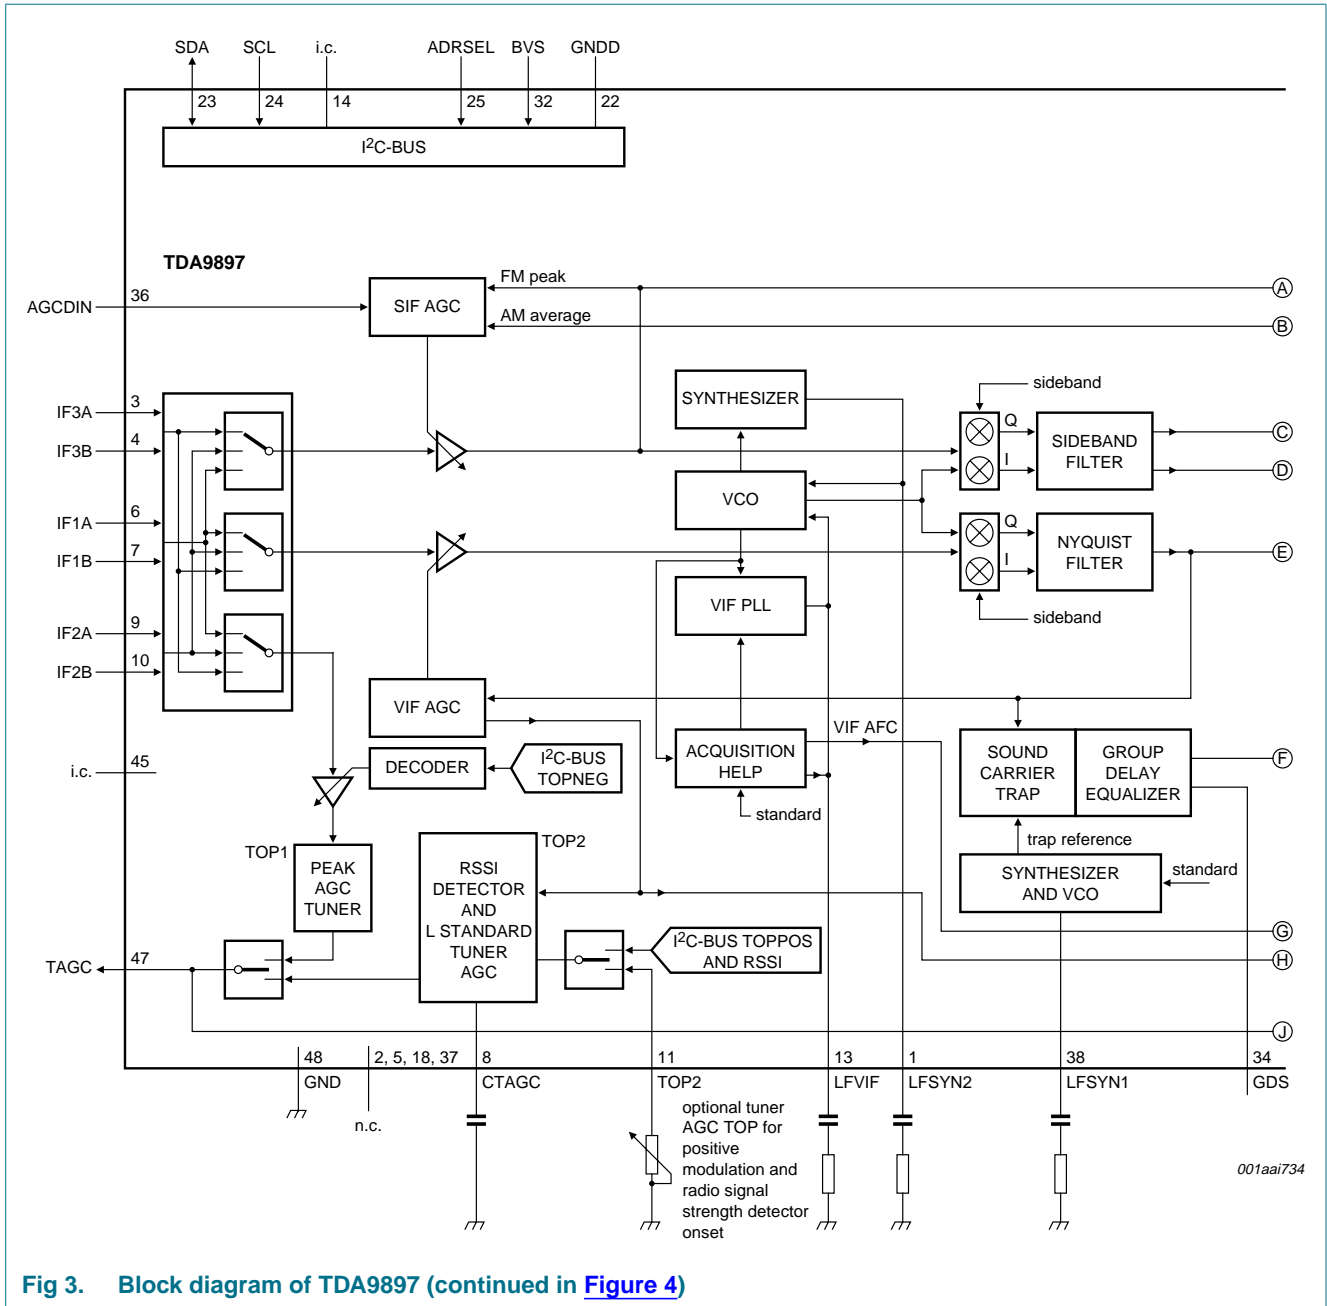 SDA SCL i.c. ADRSEL BVS GNDD
23 24 14 25 32 22
I2C-BUS
TDA9897
AGCDIN 36
SIF AGC
FM peak
AM average
A
B
IF3A 3
IF3B 4
IF1A 6
IF1B 7
IF2A 9
IF2B 10
SYNTHESIZER
VCO
VIF PLL
sideband
Q
I
SIDEBAND
FILTER
C
D
Q
I
NYQUIST
FILTER
E
sideband
VIF AGC
DECODER
I2C-BUS
TOPNEG
ACQUISITION
HELP
VIF AFC
standard
SOUND
CARRIER
TRAP
GROUP
DELAY
EQUALIZER
F
trap reference
SYNTHESIZER
AND VCO
standard
i.c. 45
TOP1
PEAK
AGC
TUNER
TOP2
RSSI
DETECTOR
AND
L STANDARD
TUNER
AGC
I2C-BUS TOPPOS
AND RSSI
G
H
TAGC 47
J
48 2, 5, 18, 37 8 11 13 1 38 34
GND n.c. CTAGC TOP2 LFVIF LFSYN2 LFSYN1 GDS
optional tuner
AGC TOP for
positive
modulation and
radio signal
strength detector
onset
001aai734
Fig 3. Block diagram of TDA9897 (continued in Figure 4)